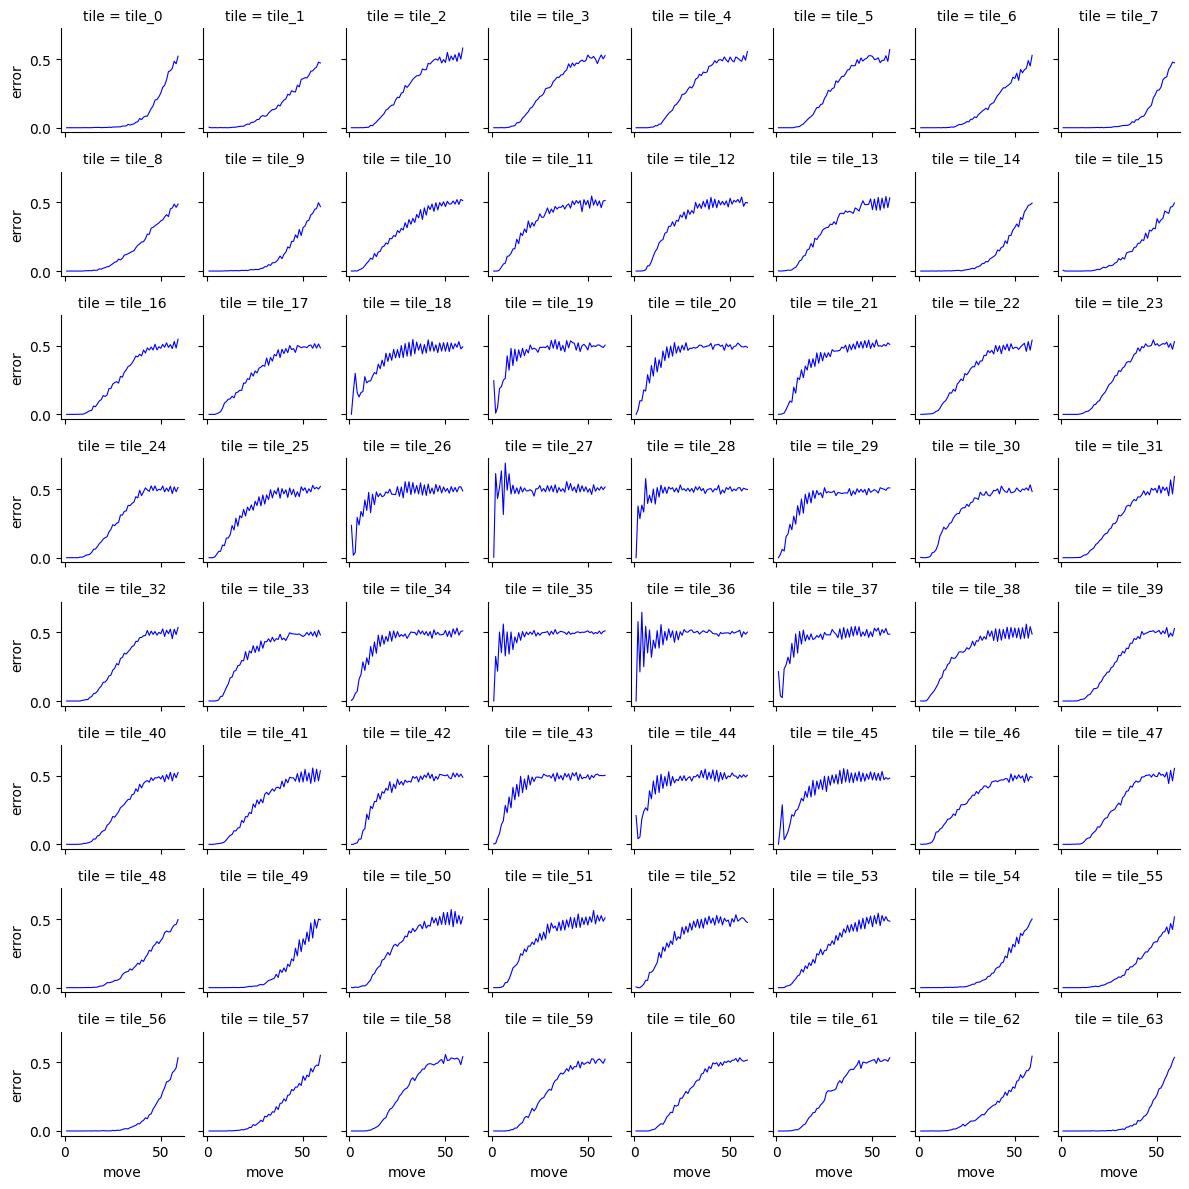 tile = tile_0 tile = tile_1 tile = tile_2 tile = tile_3 tile = tile_4 tile = tile_5 tile = tile_6 tile = tile_7
0.5
error
0.0
tile = tile_8 tile = tile_9 tile = tile_10 tile = tile_11 tile = tile_12 tile = tile_13 tile = tile_14 tile = tile_15
0.5
error
0.0
tile = tile_16 tile = tile_17 tile = tile_18 tile = tile_19 tile = tile_20 tile = tile_21 tile = tile_22 tile = tile_23
0.5
error
0.0
tile = tile_24 tile = tile_25 tile = tile_26 tile = tile_27 tile = tile_28 tile = tile_29 tile = tile_30 tile = tile_31
0.5
error
0.0
tile = tile_32 tile = tile_33 tile = tile_34 tile = tile_35 tile = tile_36 tile = tile_37 tile = tile_38 tile = tile_39
0.5
error
0.0
tile = tile_40 tile = tile_41 tile = tile_42 tile = tile_43 tile = tile_44 tile = tile_45 tile = tile_46 tile = tile_47
0.5
error
0.0
tile = tile_48 tile = tile_49 tile = tile_50 tile = tile_51 tile = tile_52 tile = tile_53 tile = tile_54 tile = tile_55
0.5
error
0.0
tile = tile_56 tile = tile_57 tile = tile_58 tile = tile_59 tile = tile_60 tile = tile_61 tile = tile_62 tile = tile_63
0.5
error
0.0
0 50 0 50 0 50 0 50 0 50 0 50 0 50 0 50
move move move move move move move move